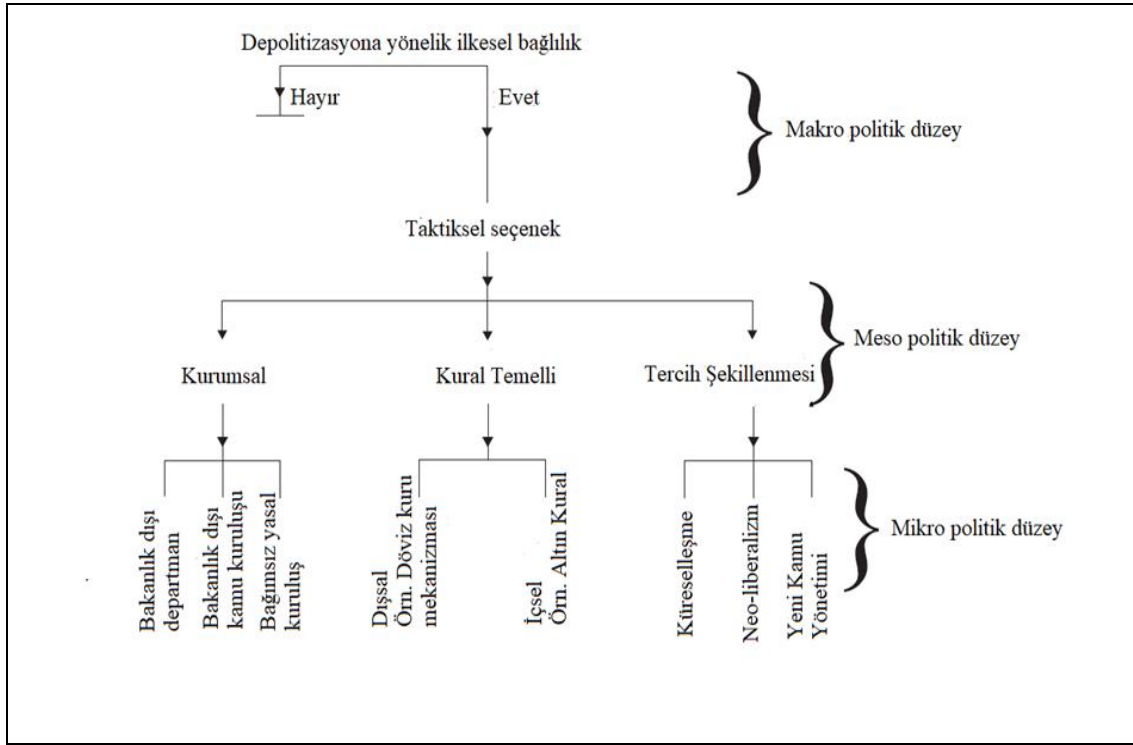 Depolitizasyona yönelik ilkesel bağlılık
Hayır
Evet
Makro politik düzey
Taktiksel seçenek
Meso politik düzey
Kurumsal
Kural Temelli
Tercih Şekillenmesi
Mikro politik düzey
Bakanlık dışı
departman
Bakanlık dışı
kamu kuruluşu
Bağımsız yasal
kuruluş
Dışsal
Örn. Döviz kuru
mekanizması
İçsel
Örn. Altın Kural
Küreselleşme
Neo-liberalizm
Yeni Kamu
Yönetimi